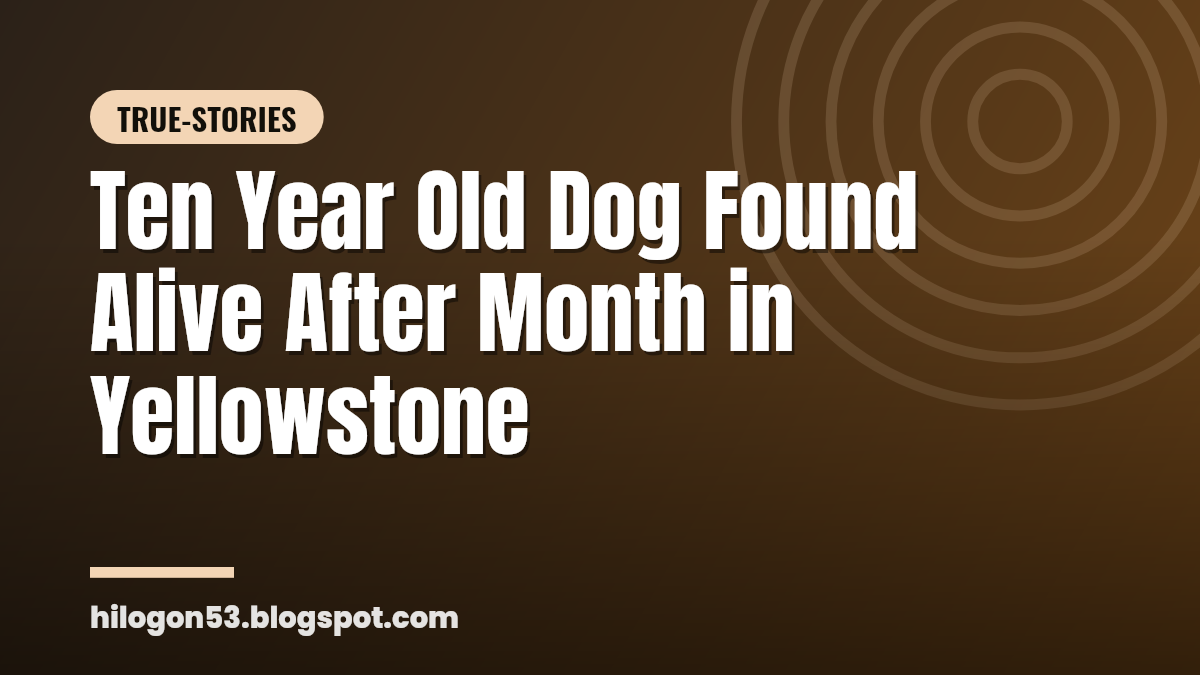 TRUE-STORIES
Ten Year Old Dog Found
Alive After Month in
Yellowstone
hilogon53.blogspot.com